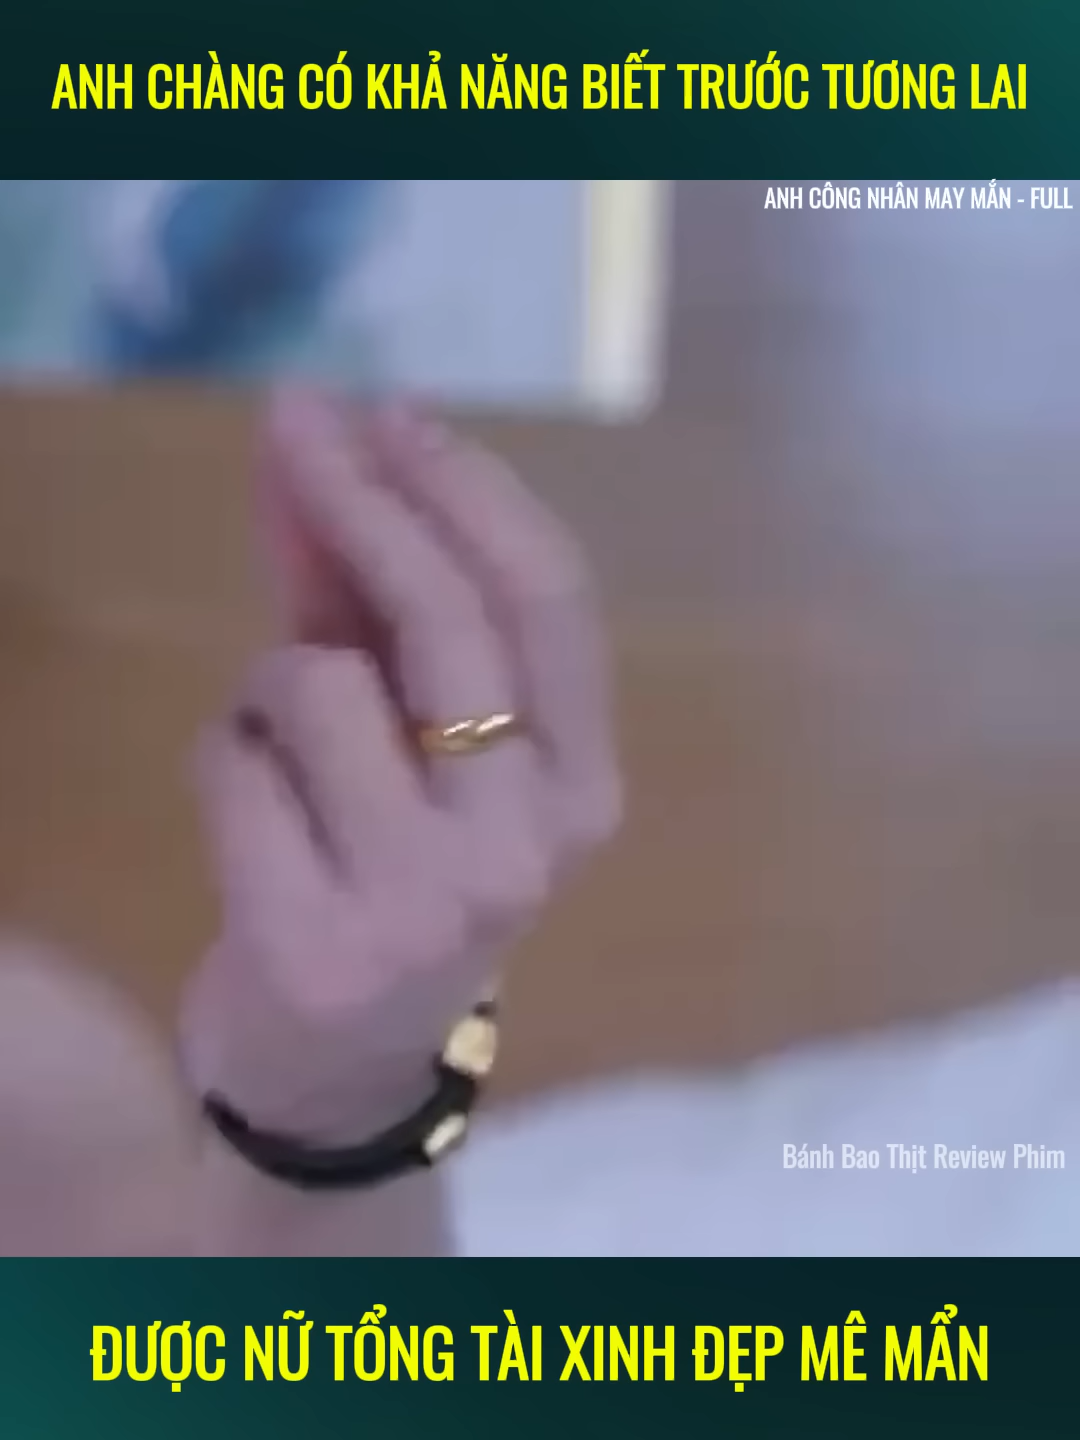 ANH CHÀNG CÓ KHẢ NĂNG BIẾT TRƯỚC TƯƠNG LAI
ANH CÔNG NHÂN MAY MẮN - FULL
Bánh Bao Thịt Review Phim
ĐƯỢC NỮ TỔNG TÀI XINH ĐẸP MÊ MẨN